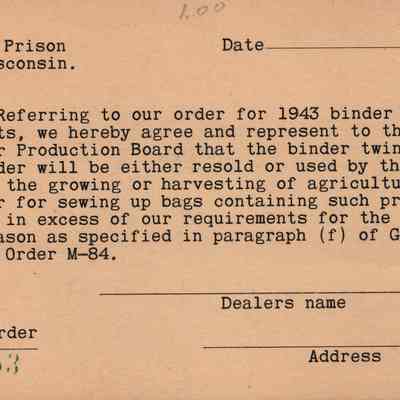 1.00
Prison
Date
sconsin.
Referring to our order for 1943 binder
ts, we hereby agree and represent to th
r Production Board that the binder twin
der will be either resold or used by th
the growing or harvesting of agricultu
r for sewing up bags containing such pr
in excess of our requirements for the
ason as specified in paragraph (f) of G
Order M-84.
Dealers name
rder
Address
53